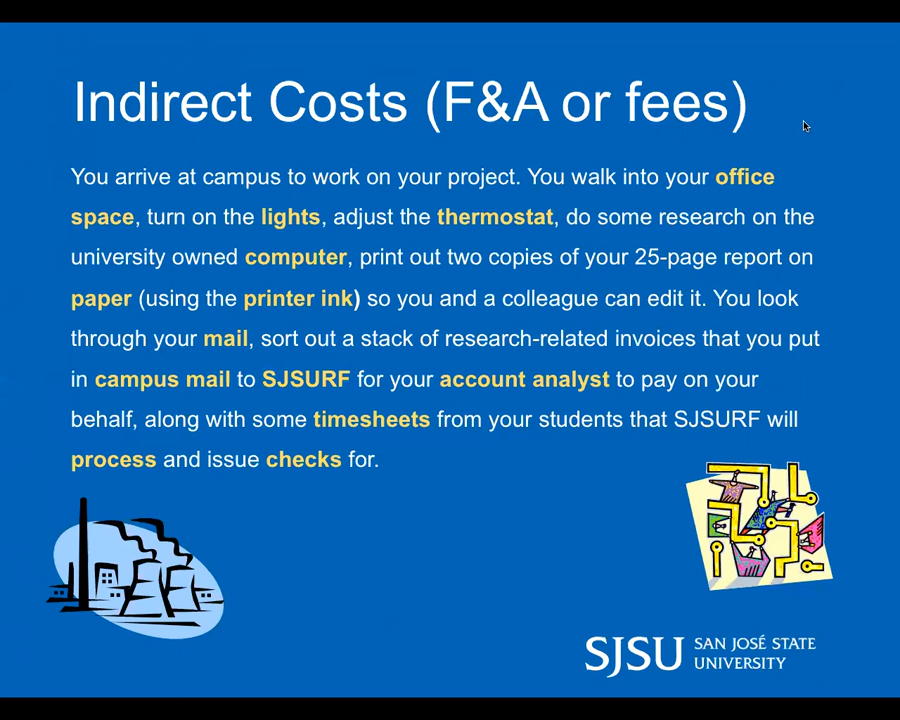 Indirect Costs (F&A or fees)
You arrive at campus to work on your project. You walk into your office
space, turn on the lights, adjust the thermostat, do some research on the
university owned computer, print out two copies of your 25-page report on
paper (using the printer ink) so you and a colleague can edit it. You look
through your mail, sort out a stack of research-related invoices that you put
in campus mail to SJSURF for your account analyst to pay on your
behalf, along with some timesheets from your students that SJSURF will
process and issue checks for.
SJSU SAN JOSÉ STATE
UNIVERSITY